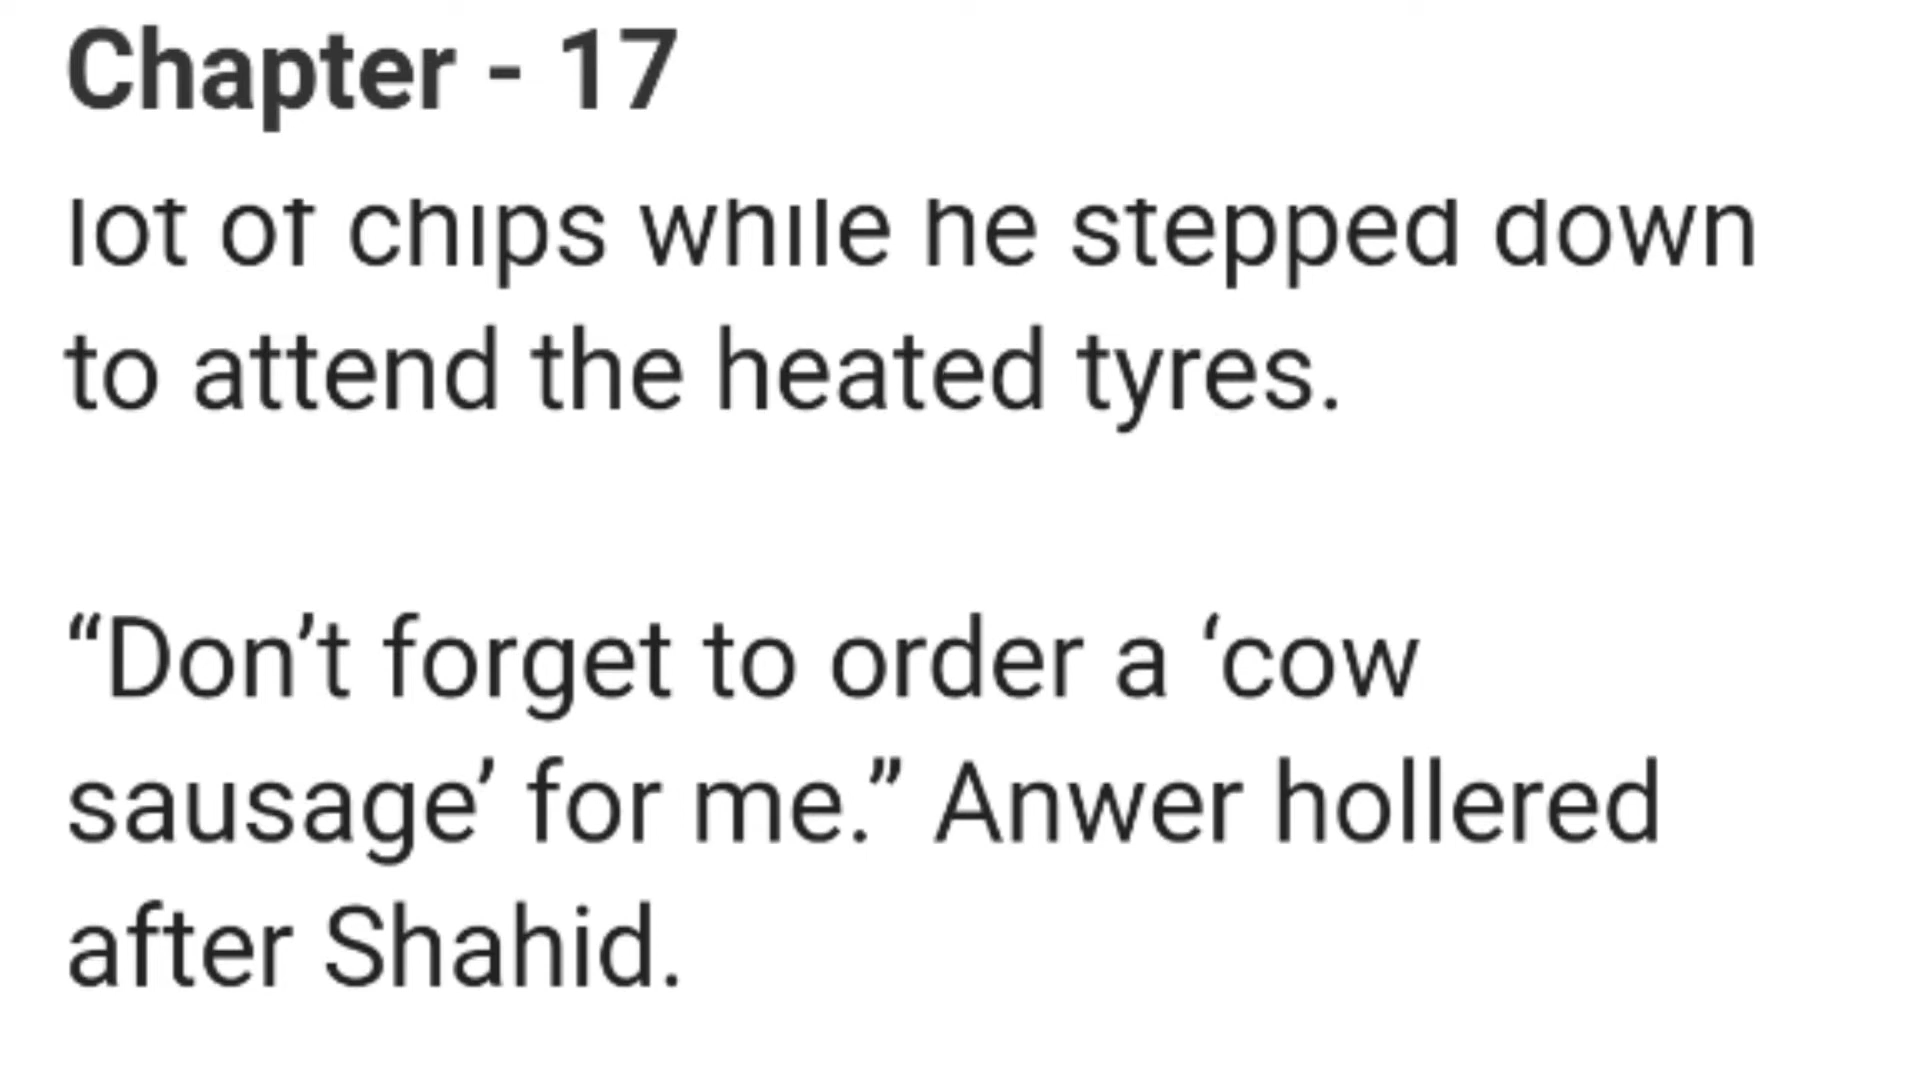 Chapter - 17
lot of chips while he stepped down
to attend the heated tyres.
“Don’t forget to order a ‘cow
sausage’ for me.” Anwer hollered
after Shahid.